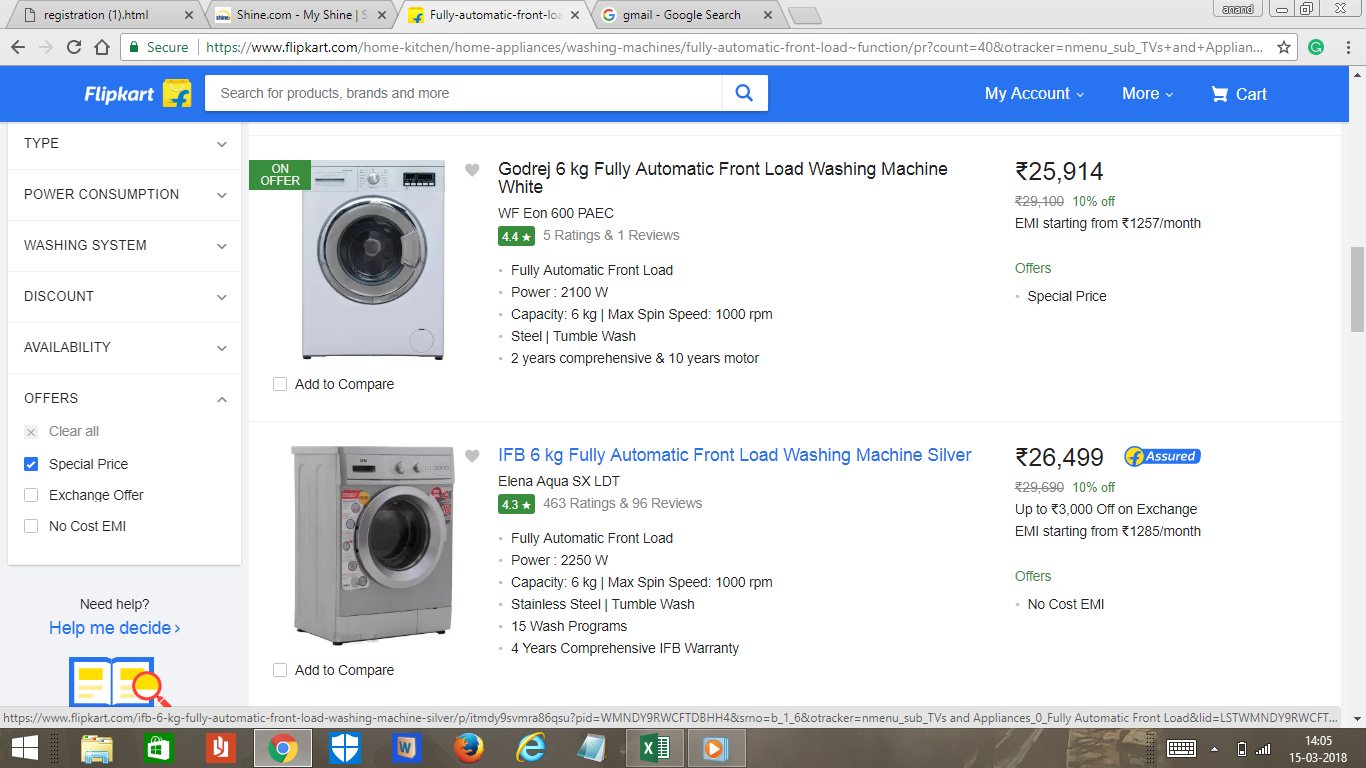 registration (1).html
Shine.com - My Shine | S
Fully-automatic-front-loa
gmail - Google Search
anand
Secure
https://www.flipkart.com/home-kitchen/home-appliances/washing-machines/fully-automatic-front-load~function/pr?count=40&otracker=nmenu_sub_TVs+and+Applian...
Flipkart
Search for products, brands and more
My Account
More
Cart
TYPE
POWER CONSUMPTION
WASHING SYSTEM
DISCOUNT
AVAILABILITY
OFFERS
Clear all
Special Price
Exchange Offer
No Cost EMI
Need help?
Help me decide ›
ON
OFFER
Add to Compare
Godrej 6 kg Fully Automatic Front Load Washing Machine
White
WF Eon 600 PAEC
4.4 ★ 5 Ratings & 1 Reviews
• Fully Automatic Front Load
• Power : 2100 W
• Capacity: 6 kg | Max Spin Speed: 1000 rpm
• Steel | Tumble Wash
• 2 years comprehensive & 10 years motor
₹25,914
₹29,100 10% off
EMI starting from ₹1257/month
Offers
• Special Price
Add to Compare
IFB 6 kg Fully Automatic Front Load Washing Machine Silver
Elena Aqua SX LDT
4.3 ★ 463 Ratings & 96 Reviews
• Fully Automatic Front Load
• Power : 2250 W
• Capacity: 6 kg | Max Spin Speed: 1000 rpm
• Stainless Steel | Tumble Wash
• 15 Wash Programs
• 4 Years Comprehensive IFB Warranty
₹26,499 Assured
₹29,690 10% off
Up to ₹3,000 Off on Exchange
EMI starting from ₹1285/month
Offers
• No Cost EMI
https://www.flipkart.com/ifb-6-kg-fully-automatic-front-load-washing-machine-silver/p/itmdy9svmra86qsu?pid=WMNDY9RWCFTDBHH4&srno=b_1_6&otracker=nmenu_sub_TVs and Appliances_0_Fully Automatic Front Load&lid=LSTWMNDY9RWCFT...
14:05
15-03-2018